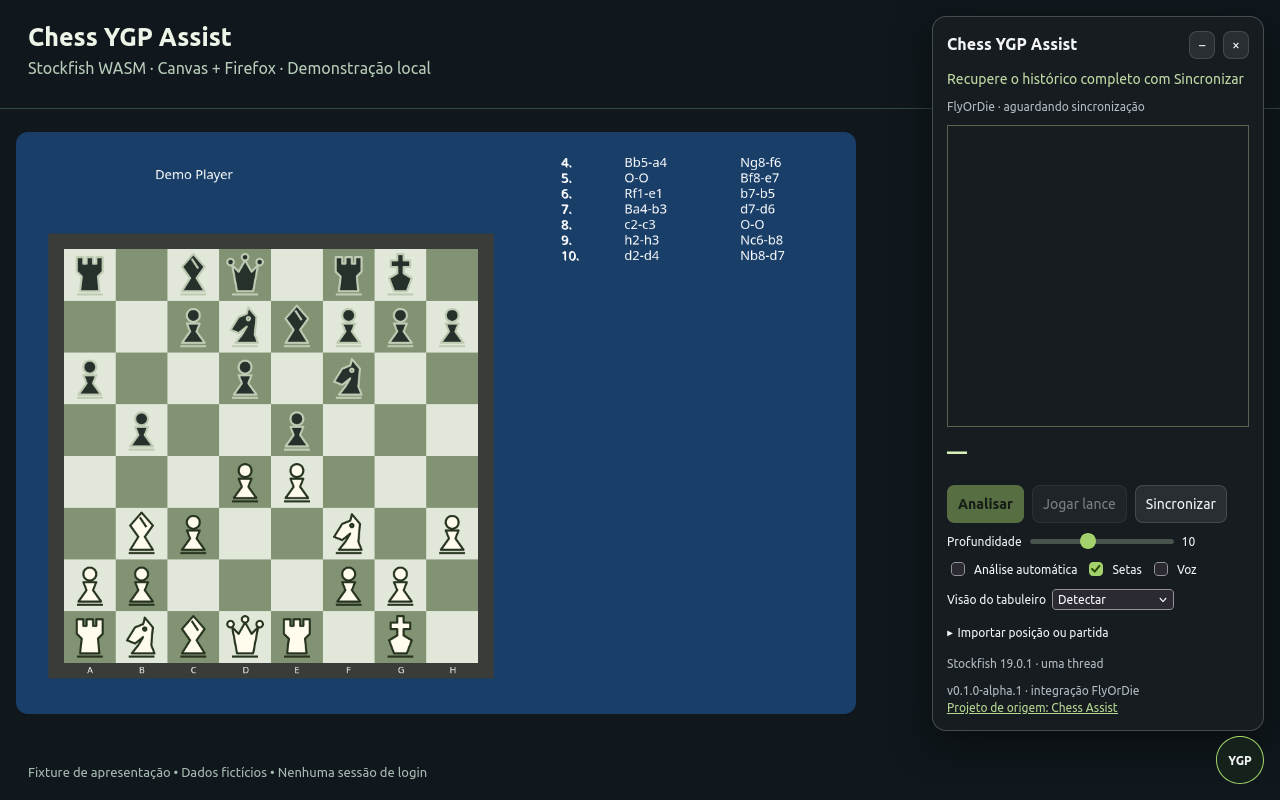 Chess YGP Assist
Stockfish WASM · Canvas + Firefox · Demonstração local
Demo Player
4. Bb5-a4 Ng8-f6
5. O-O Bf8-e7
6. Rf1-e1 b7-b5
7. Ba4-b3 d7-d6
8. c2-c3 O-O
9. h2-h3 Nc6-b8
10. d2-d4 Nb8-d7
A B C D E F G H
Fixture de apresentação • Dados fictícios • Nenhuma sessão de login
Chess YGP Assist
– ×
Recupere o histórico completo com Sincronizar
FlyOrDie · aguardando sincronização
—
Analisar Jogar lance Sincronizar
Profundidade 10
Análise automática Setas Voz
Visão do tabuleiro Detectar
▸ Importar posição ou partida
Stockfish 19.0.1 · uma thread
v0.1.0-alpha.1 · integração FlyOrDie
Projeto de origem: Chess Assist
YGP